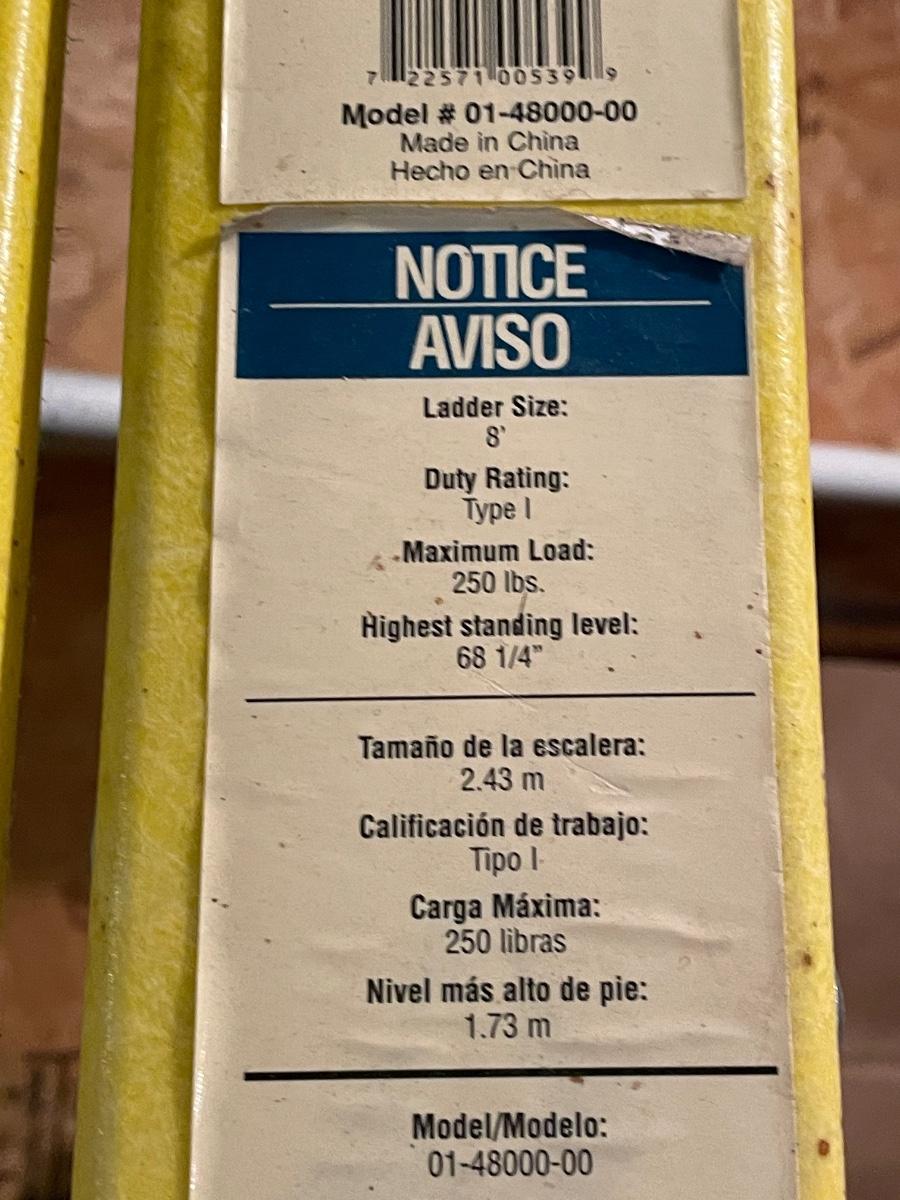 7 22571 00539 9
Model # 01-48000-00
Made in China
Hecho en China
NOTICE
AVISO
Ladder Size:
8'
Duty Rating:
Type I
Maximum Load:
250 lbs.
Highest standing level:
68 1/4"
Tamaño de la escalera:
2.43 m
Calificación de trabajo:
Tipo I
Carga Máxima:
250 libras
Nivel más alto de pie:
1.73 m
Model/Modelo:
01-48000-00